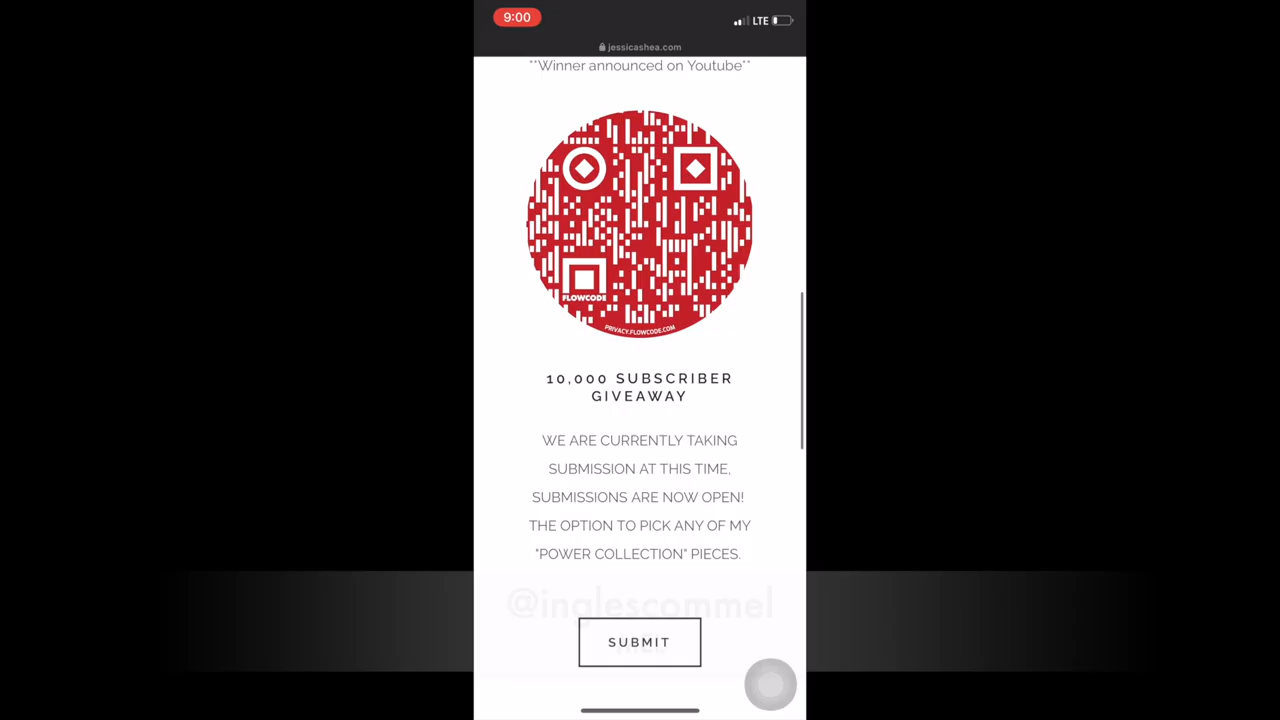 9:00
LTE
jessicashea.com
**Winner announced on Youtube**
FLOWCODE
PRIVACY.FLOWCODE.COM
10,000 SUBSCRIBER
GIVEAWAY
WE ARE CURRENTLY TAKING
SUBMISSION AT THIS TIME,
SUBMISSIONS ARE NOW OPEN!
THE OPTION TO PICK ANY OF MY
"POWER COLLECTION" PIECES.
@inglescommel
SUBMIT